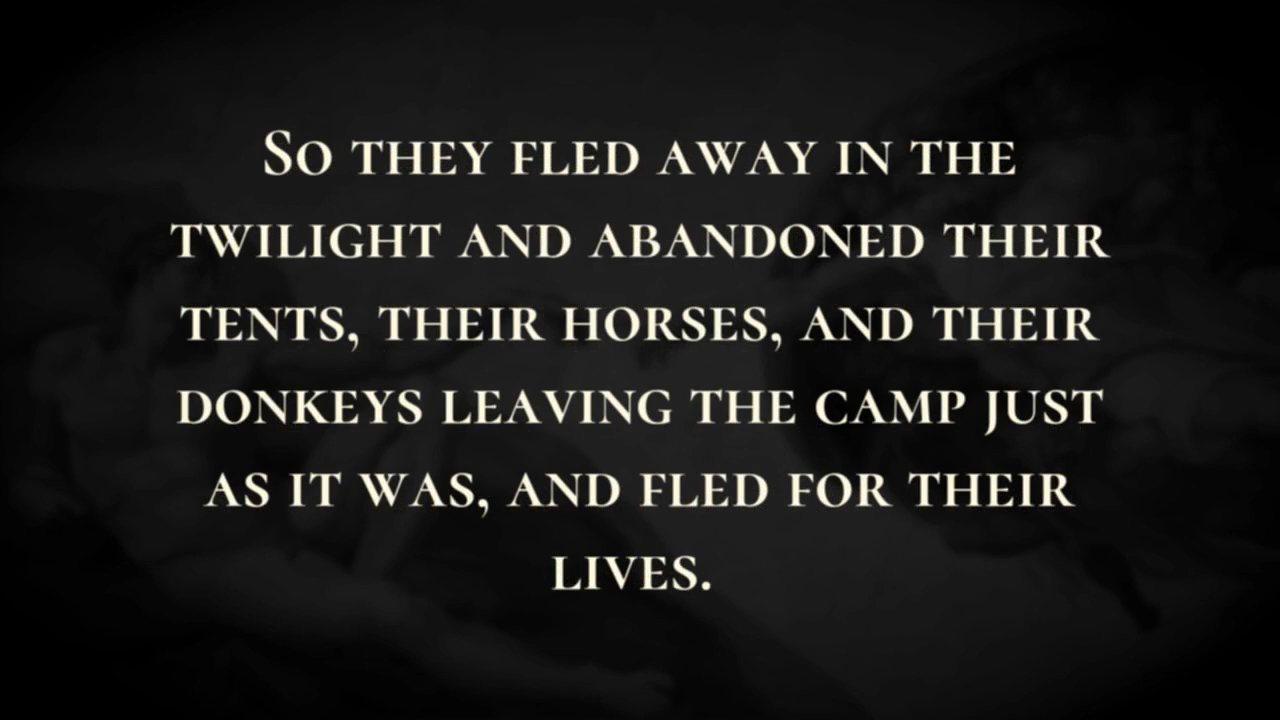 So they fled away in the
twilight and abandoned their
tents, their horses, and their
donkeys leaving the camp just
as it was, and fled for their
lives.